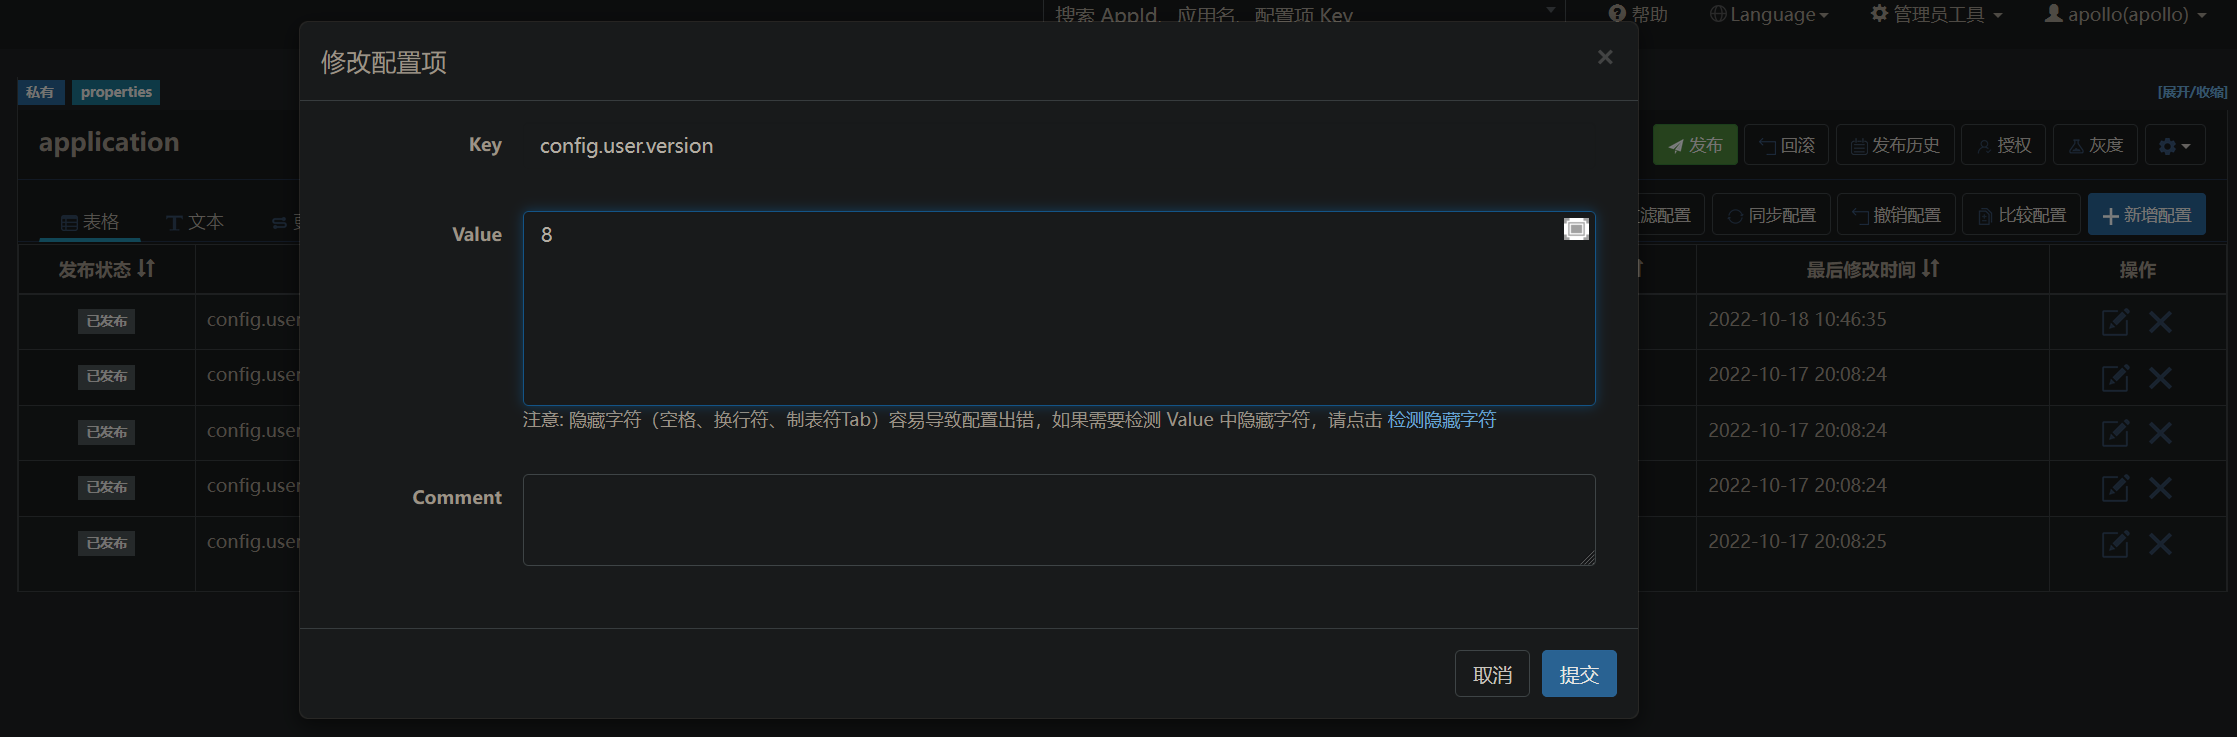 搜索 AppId、应用名、配置项 Key
帮助
Language
管理员工具
apollo(apollo)
修改配置项
×
私有
properties
[展开/收缩]
application
发布
回滚
发布历史
授权
灰度
Key
config.user.version
表格
文本
滤配置
同步配置
撤销配置
比较配置
新增配置
Value
8
发布状态
最后修改时间
操作
已发布
config.user
2022-10-18 10:46:35
已发布
config.user
2022-10-17 20:08:24
注意: 隐藏字符（空格、换行符、制表符Tab）容易导致配置出错，如果需要检测 Value 中隐藏字符，请点击 检测隐藏字符
已发布
config.user
2022-10-17 20:08:24
Comment
已发布
config.user
2022-10-17 20:08:24
已发布
config.user
2022-10-17 20:08:25
取消
提交